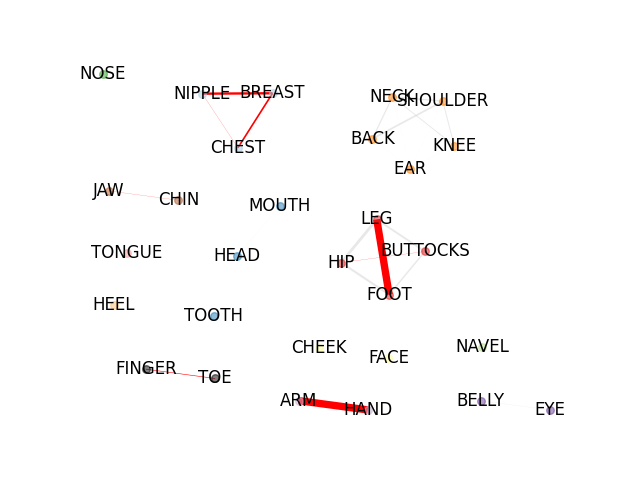 NOSE
NIPPLE BREAST
NECK SHOULDER
CHEST
BACK KNEE
EAR
JAW CHIN
MOUTH
LEG
TONGUE HEAD
BUTTOCKS
HIP
FOOT
HEEL
TOOTH
CHEEK FACE NAVEL
FINGER TOE
ARM HAND
BELLY EYE